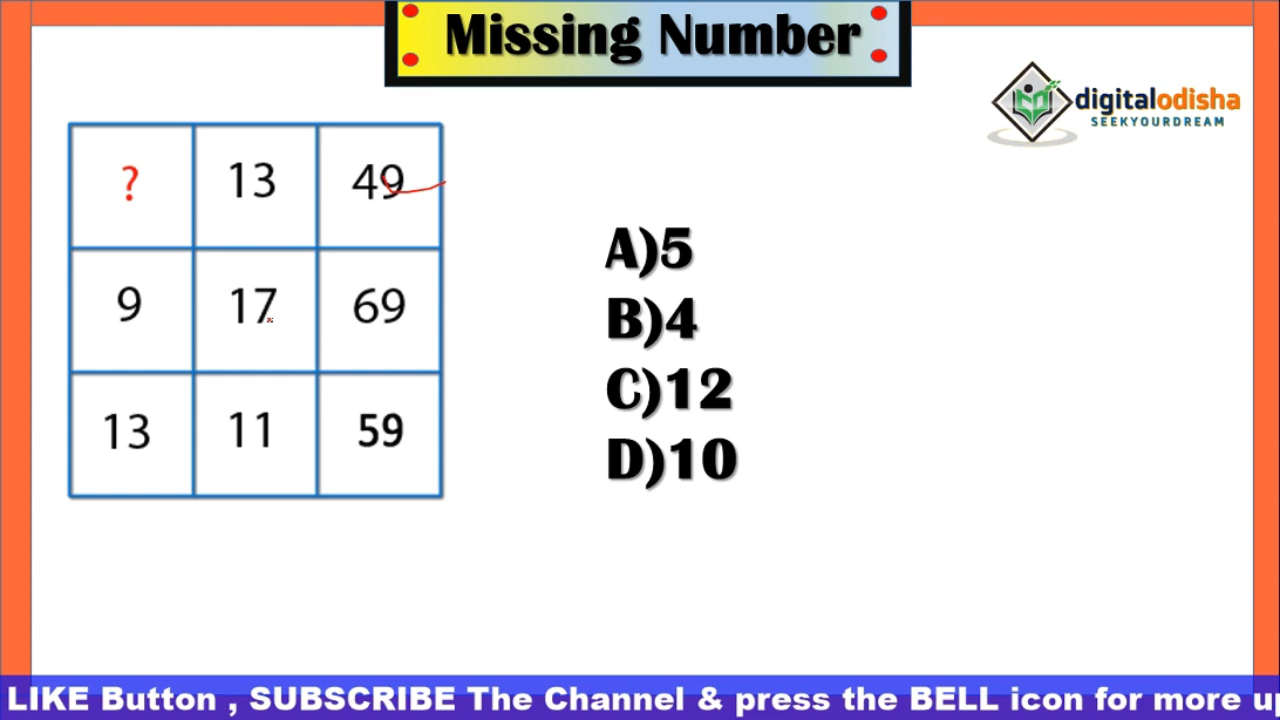 Missing Number
digitalodisha
SEEKYOURDREAM
? 13 49
9 17 69
13 11 59
A)5
B)4
C)12
D)10
LIKE Button , SUBSCRIBE The Channel & press the BELL icon for more up